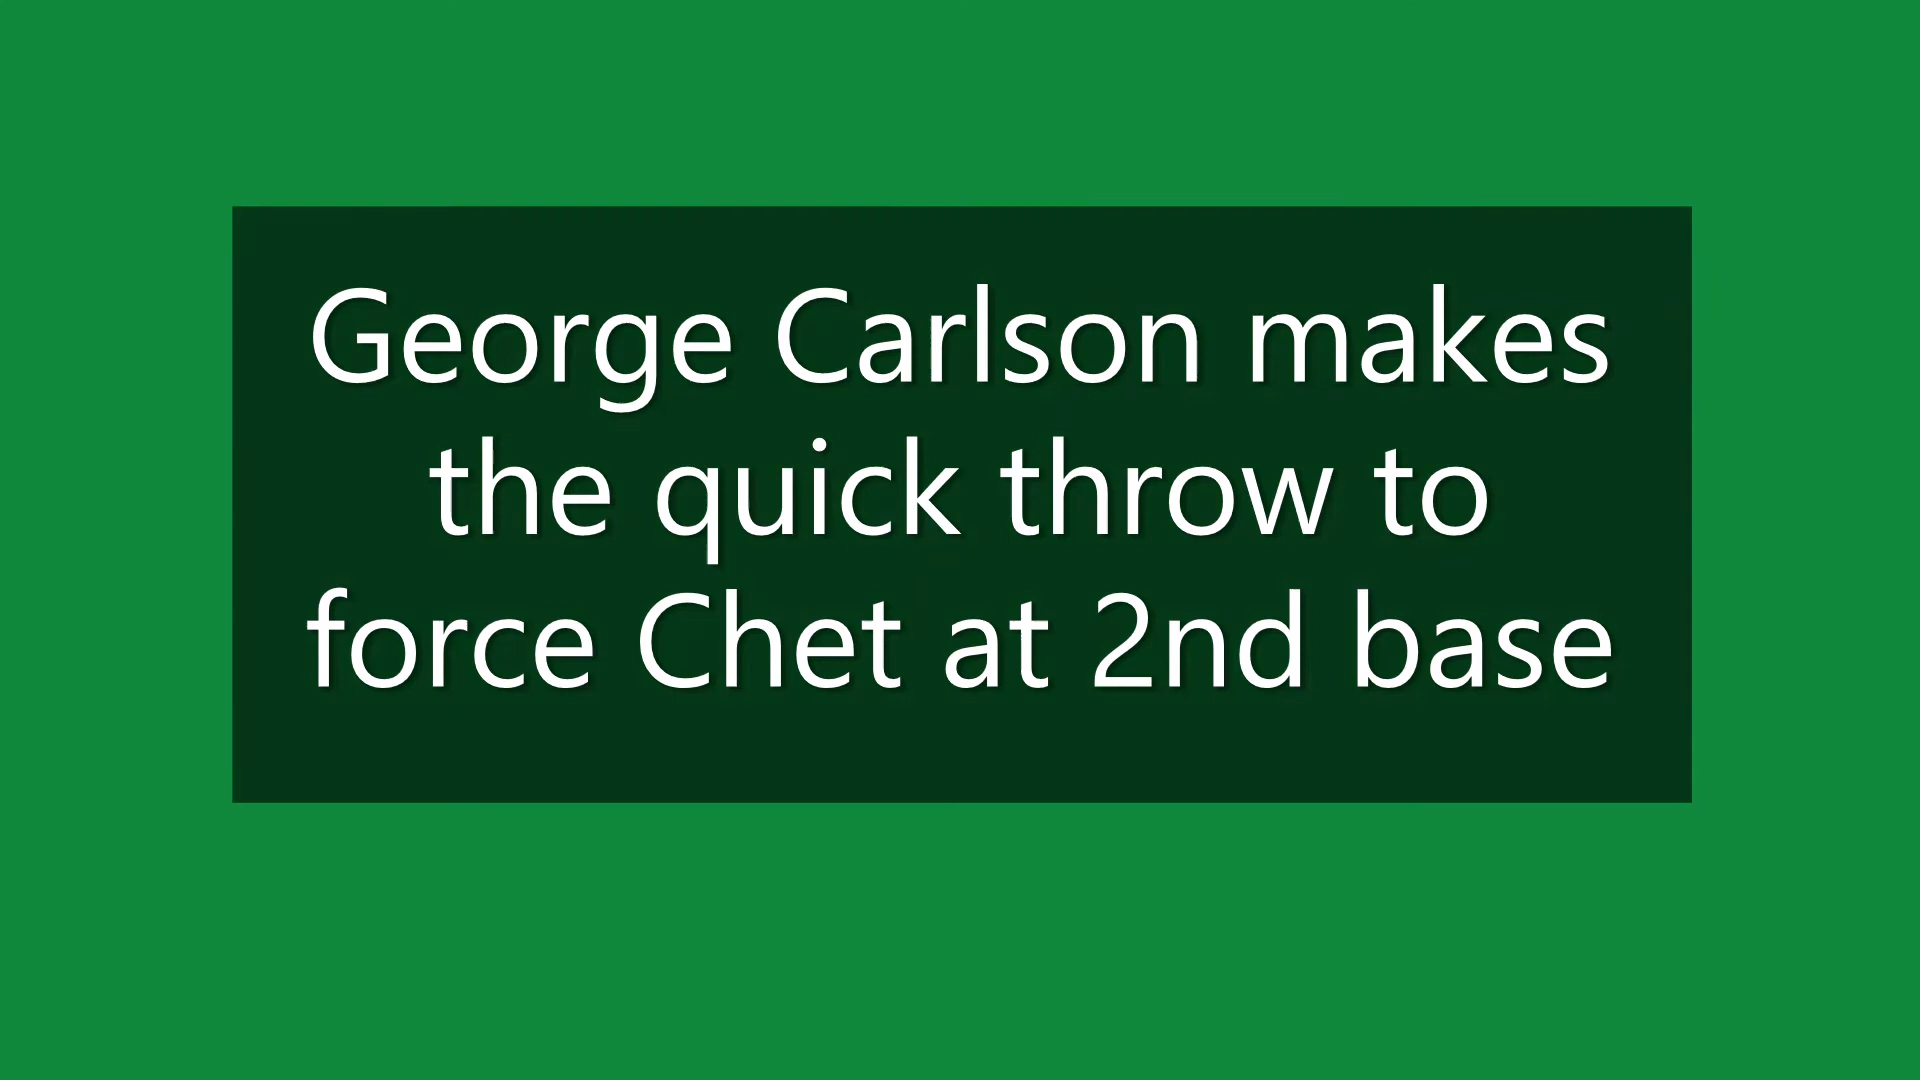 George Carlson makes
the quick throw to
force Chet at 2nd base